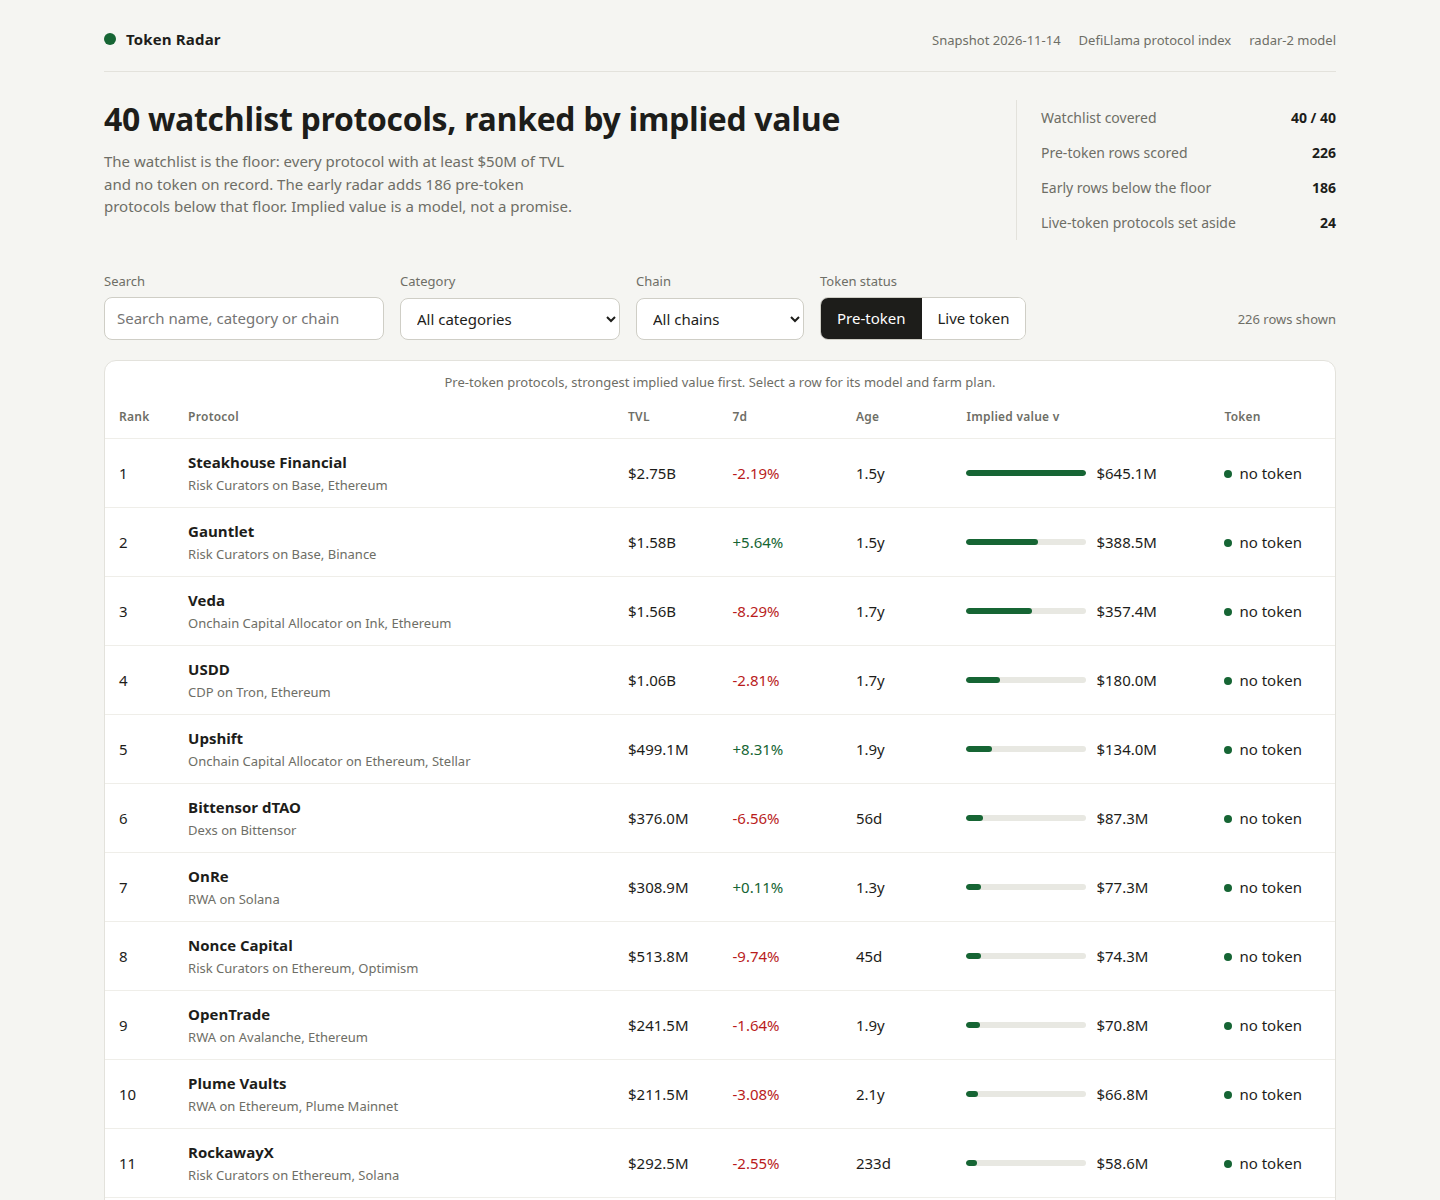 Token Radar
Snapshot 2026-11-14 DefiLlama protocol index radar-2 model
40 watchlist protocols, ranked by implied value
The watchlist is the floor: every protocol with at least $50M of TVL
and no token on record. The early radar adds 186 pre-token
protocols below that floor. Implied value is a model, not a promise.
Watchlist covered 40 / 40
Pre-token rows scored 226
Early rows below the floor 186
Live-token protocols set aside 24
Search Category Chain Token status
Search name, category or chain All categories All chains Pre-token Live token 226 rows shown
Pre-token protocols, strongest implied value first. Select a row for its model and farm plan.
Rank Protocol TVL 7d Age Implied value v Token
1 Steakhouse Financial $2.75B -2.19% 1.5y $645.1M no token
Risk Curators on Base, Ethereum
2 Gauntlet $1.58B +5.64% 1.5y $388.5M no token
Risk Curators on Base, Binance
3 Veda $1.56B -8.29% 1.7y $357.4M no token
Onchain Capital Allocator on Ink, Ethereum
4 USDD $1.06B -2.81% 1.7y $180.0M no token
CDP on Tron, Ethereum
5 Upshift $499.1M +8.31% 1.9y $134.0M no token
Onchain Capital Allocator on Ethereum, Stellar
6 Bittensor dTAO $376.0M -6.56% 56d $87.3M no token
Dexs on Bittensor
7 OnRe $308.9M +0.11% 1.3y $77.3M no token
RWA on Solana
8 Nonce Capital $513.8M -9.74% 45d $74.3M no token
Risk Curators on Ethereum, Optimism
9 OpenTrade $241.5M -1.64% 1.9y $70.8M no token
RWA on Avalanche, Ethereum
10 Plume Vaults $211.5M -3.08% 2.1y $66.8M no token
RWA on Ethereum, Plume Mainnet
11 RockawayX $292.5M -2.55% 233d $58.6M no token
Risk Curators on Ethereum, Solana